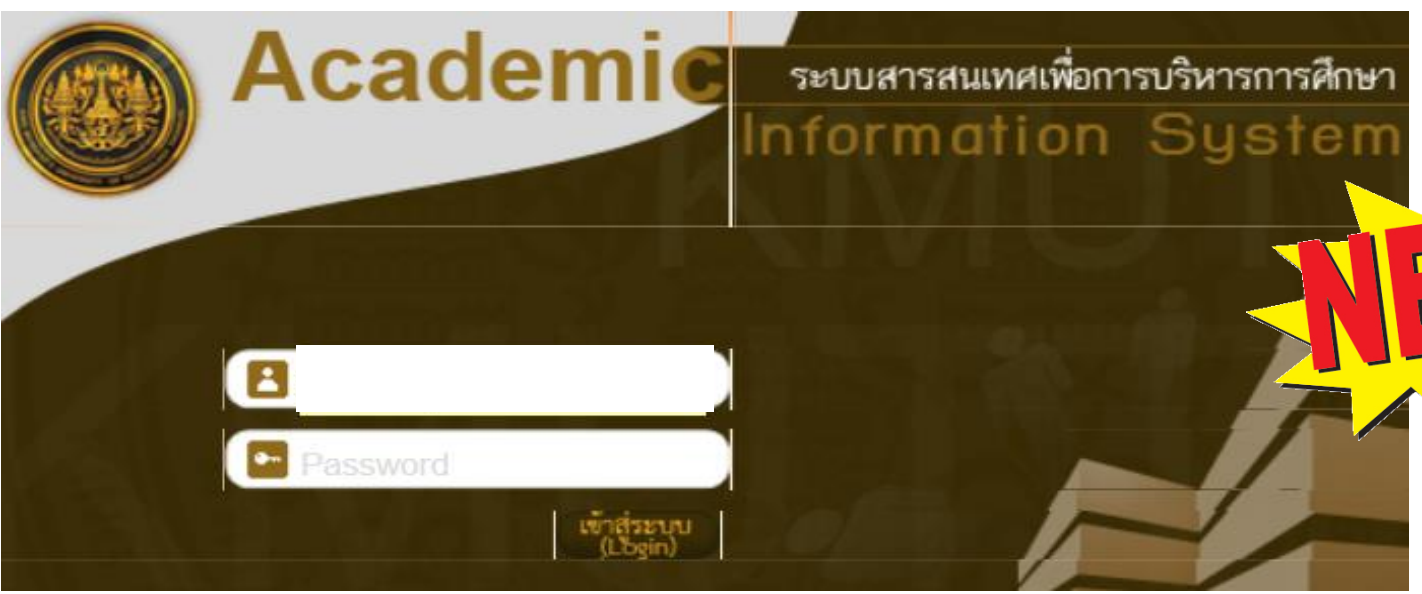 Academic
ระบบสารสนเทศเพื่อการบริหารการศึกษา
Information System
KMUT
NE
Password
เข้าสู่ระบบ
(Login)